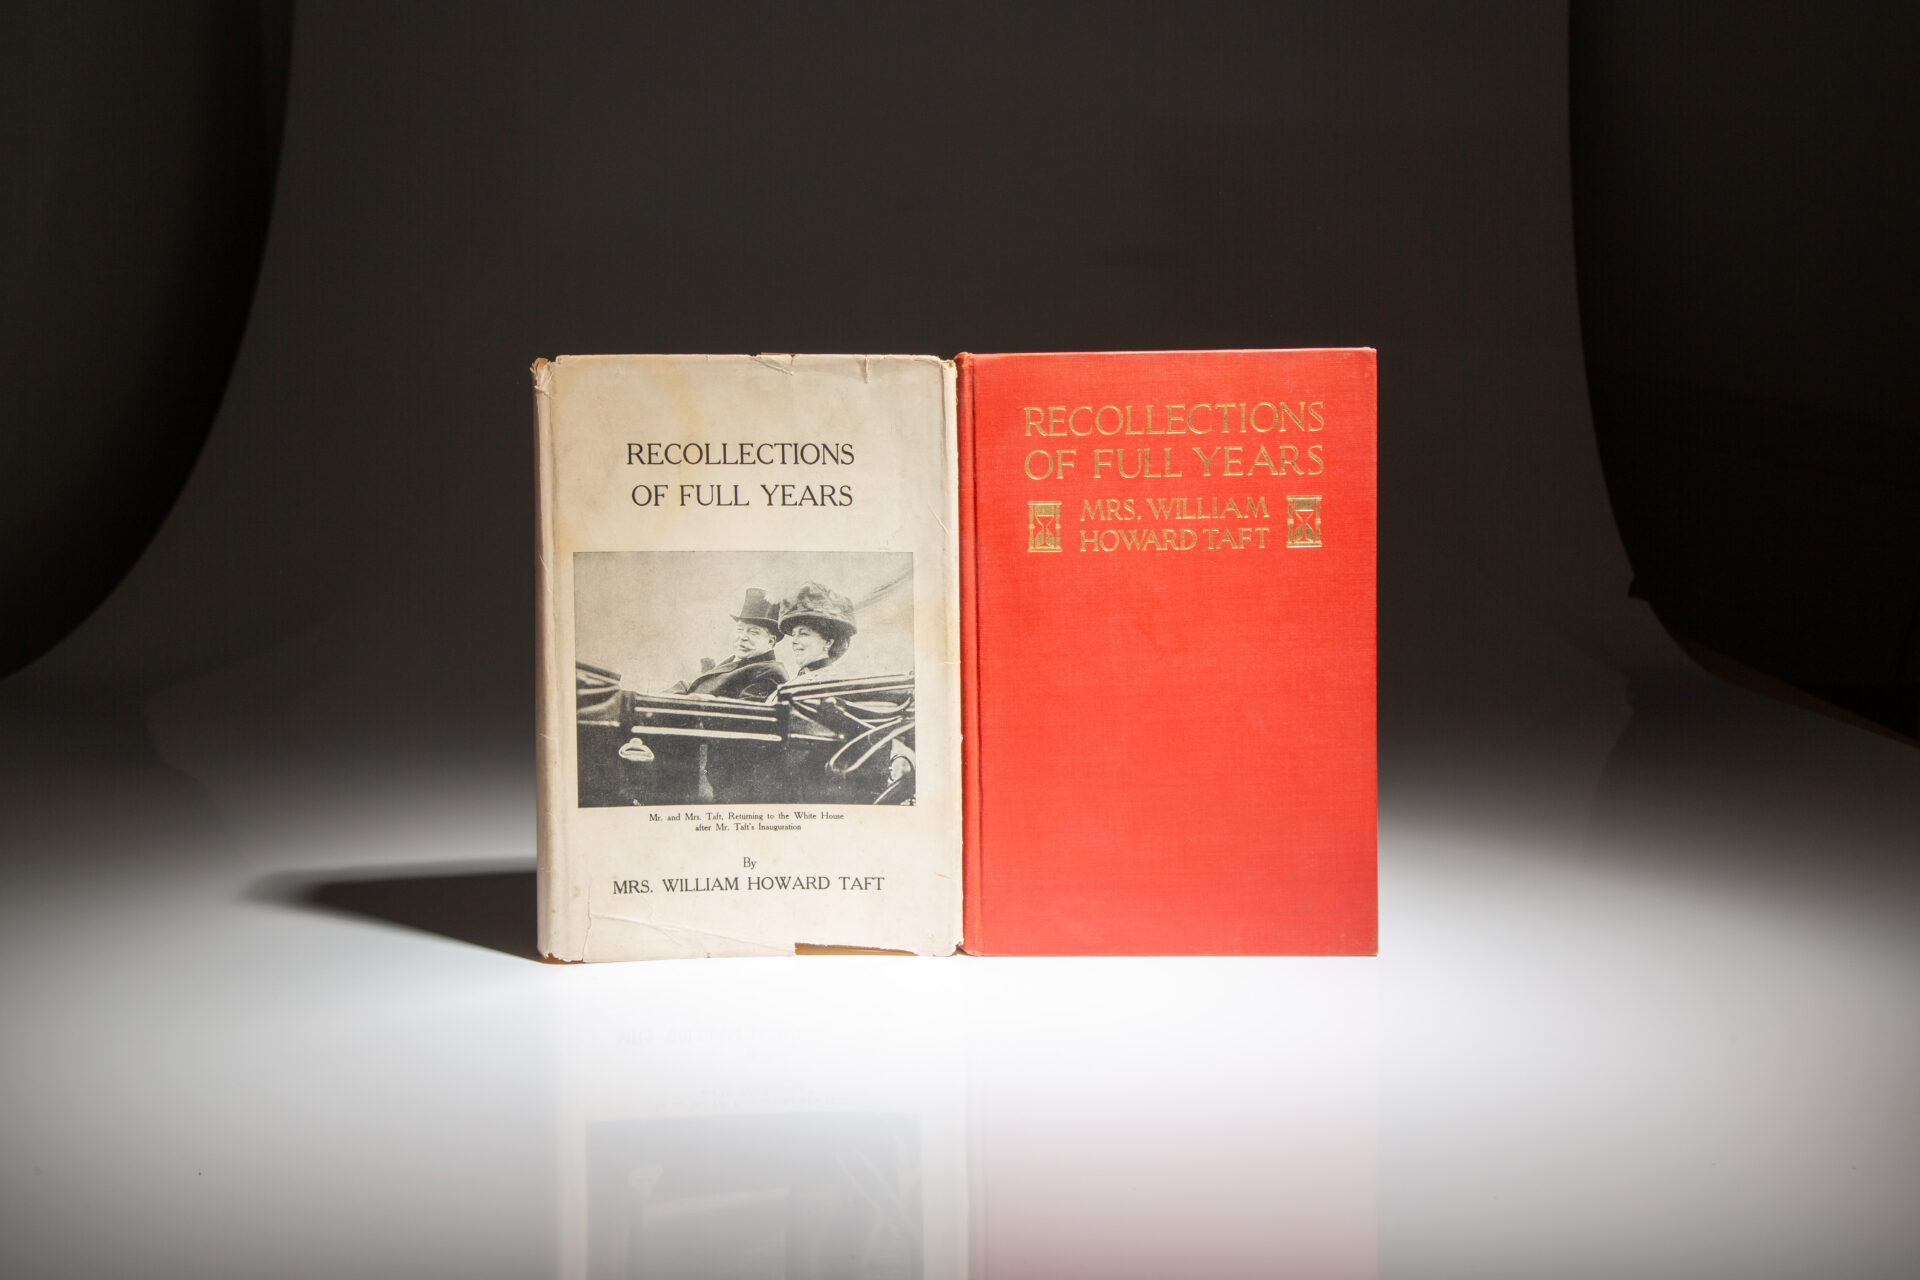 RECOLLECTIONS
OF FULL YEARS
Mr. and Mrs. Taft, Returning to the White House
after Mr. Taft's Inauguration
By
MRS. WILLIAM HOWARD TAFT
RECOLLECTIONS
OF FULL YEARS
MRS. WILLIAM
HOWARD TAFT